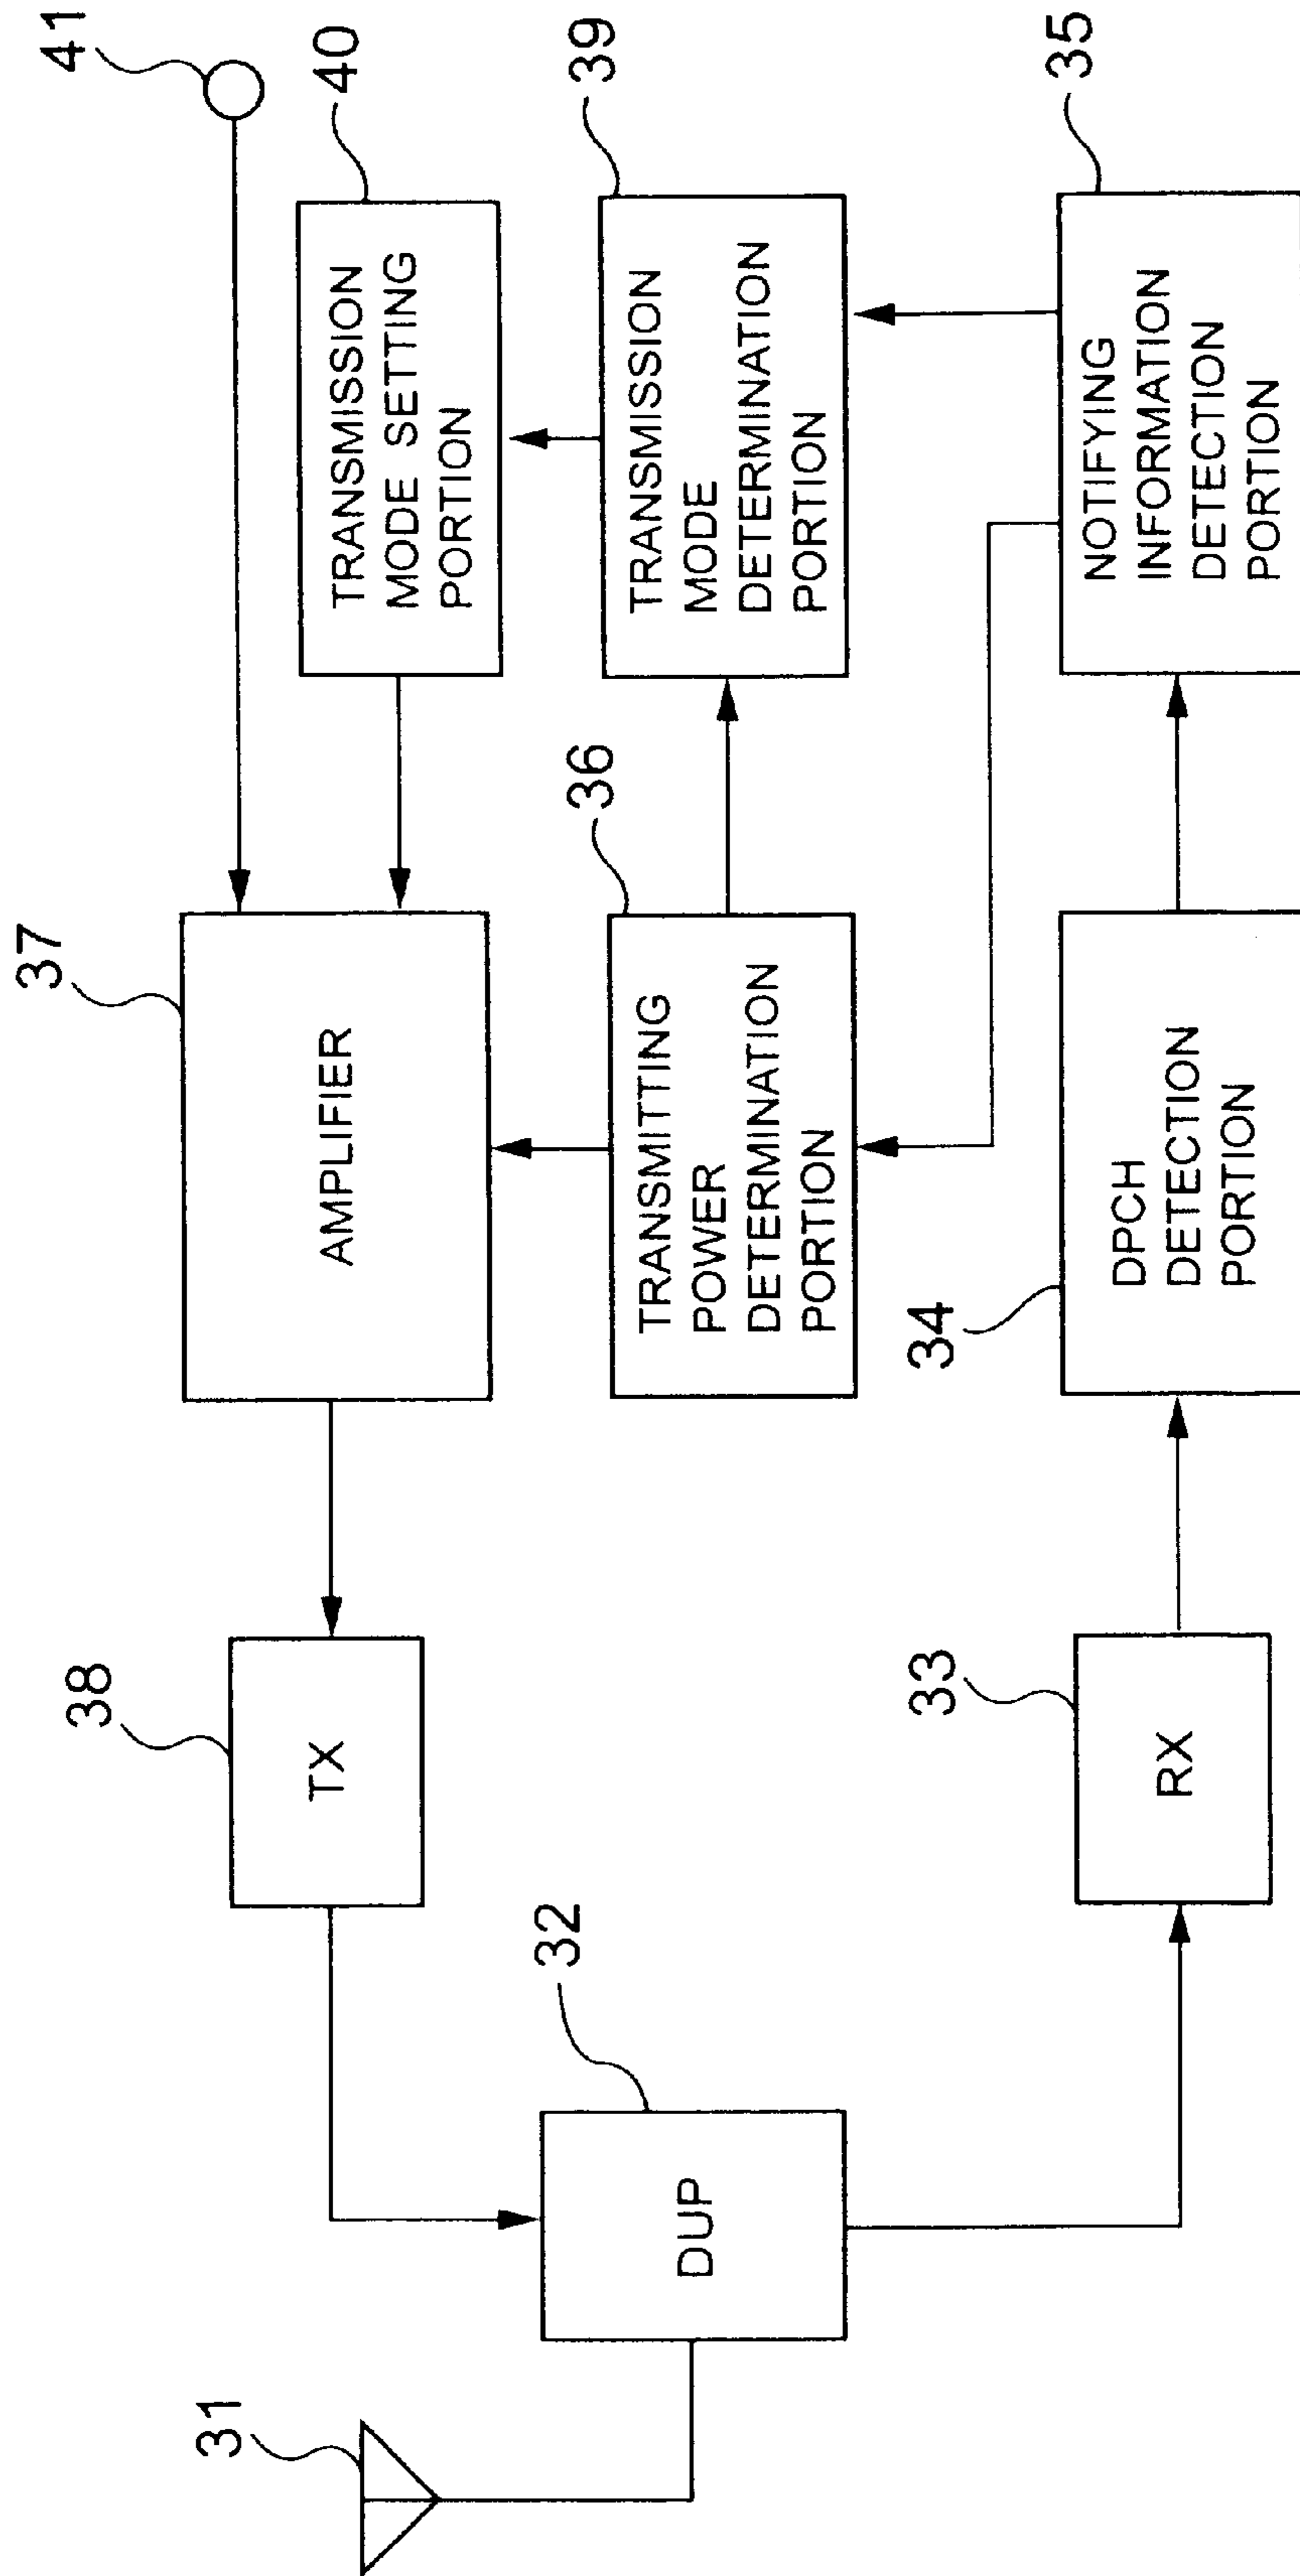 41
40
TRANSMISSION
MODE SETTING
PORTION
39
TRANSMISSION
MODE
DETERMINATION
PORTION
35
NOTIFYING
INFORMATION
DETECTION
PORTION
37
AMPLIFIER
36
TRANSMITTING
POWER
DETERMINATION
PORTION
34
DPCH
DETECTION
PORTION
38
TX
33
RX
32
DUP
31